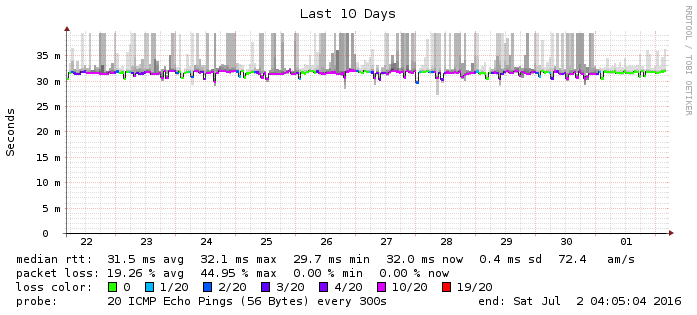 Last 10 Days
RRDTOOL / TOBI OETIKER
Seconds
35 m
30 m
25 m
20 m
15 m
10 m
5 m
0
22 23 24 25 26 27 28 29 30 01
median rtt: 31.5 ms avg 32.1 ms max 29.7 ms min 32.0 ms now 0.4 ms sd 72.4 am/s
packet loss: 19.26 % avg 44.95 % max 0.00 % min 0.00 % now
loss color: 0 1/20 2/20 3/20 4/20 10/20 19/20
probe: 20 ICMP Echo Pings (56 Bytes) every 300s end: Sat Jul 2 04:05:04 2016